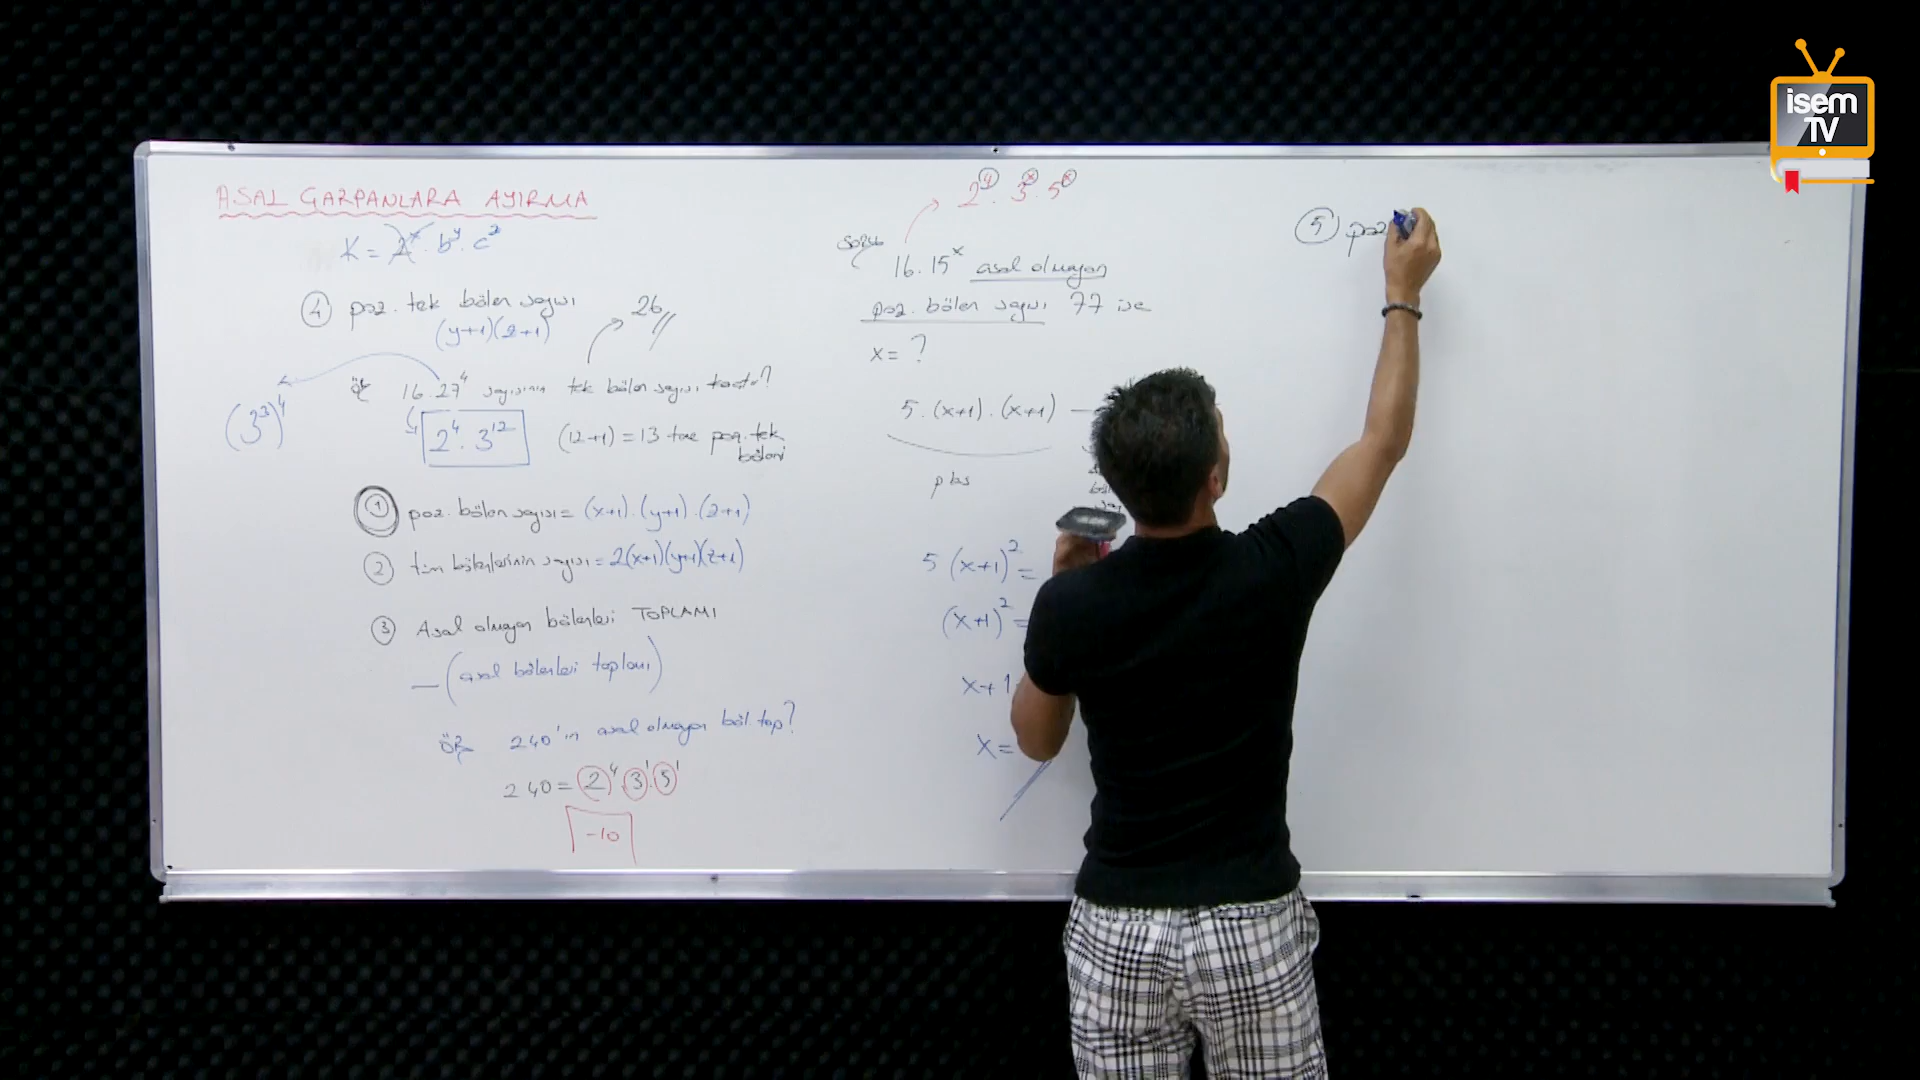 ASAL ÇARPANLARA AYIRMA
K = 2^x . b^y . c^z
④ poz. tek bölen sayısı
(y+1)(z+1)
26
ör 16.27^4 sayısının tek bölen sayısı kaçtır?
(3^3)^4
2^4 . 3^12
(12+1) = 13 tane poz. tek
böleni
① poz. bölen sayısı = (x+1).(y+1).(z+1)
② tüm bölenlerinin sayısı = 2(x+1)(y+1)(z+1)
③ Asal olmayan bölenleri TOPLAMI
— (asal bölenleri toplamı)
ör 240'ın asal olmayan böl. top?
240 = 2^4 . 3^1 . 5^1
-10
2^4 . 3^x . 5^x
Soru
16.15^x asal olmayan
poz. bölen sayısı 77 ise
x = ?
5.(x+1).(x+1) —
pbs
5(x+1)^2 =
(x+1)^2 =
x+1
x =
⑤ poz
isem
TV